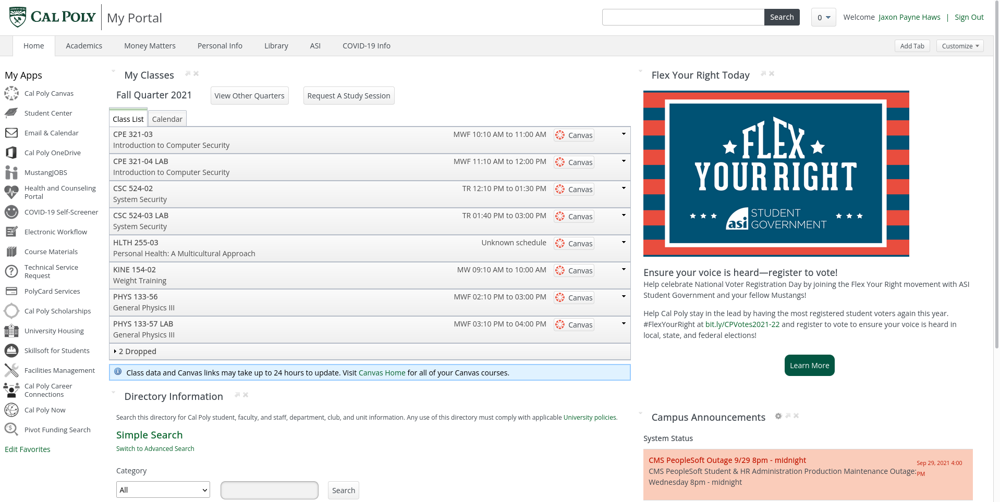 CAL POLY
My Portal
Search
0
Welcome Jaxon Payne Haws | Sign Out
Home
Academics
Money Matters
Personal Info
Library
ASI
COVID-19 Info
Add Tab
Customize
My Apps
Cal Poly Canvas
Student Center
Email & Calendar
Cal Poly OneDrive
MustangJOBS
Health and Counseling
Portal
COVID-19 Self-Screener
Electronic Workflow
Course Materials
Technical Service
Request
PolyCard Services
Cal Poly Scholarships
University Housing
Skillsoft for Students
Facilities Management
Cal Poly Career
Connections
Cal Poly Now
Pivot Funding Search
Edit Favorites
My Classes
Fall Quarter 2021
View Other Quarters
Request A Study Session
Class List
Calendar
CPE 321-03 MWF 10:10 AM to 11:00 AM Canvas
Introduction to Computer Security
CPE 321-04 LAB MWF 11:10 AM to 12:00 PM Canvas
Introduction to Computer Security
CSC 524-02 TR 12:10 PM to 01:30 PM Canvas
System Security
CSC 524-03 LAB TR 01:40 PM to 03:00 PM Canvas
System Security
HLTH 255-03 Unknown schedule Canvas
Personal Health: A Multicultural Approach
KINE 154-02 MW 09:10 AM to 10:00 AM Canvas
Weight Training
PHYS 133-56 MWF 02:10 PM to 03:00 PM Canvas
General Physics III
PHYS 133-57 LAB MWF 03:10 PM to 04:00 PM Canvas
General Physics III
2 Dropped
Class data and Canvas links may take up to 24 hours to update. Visit Canvas Home for all of your Canvas courses.
Directory Information
Search this directory for Cal Poly student, faculty, and staff, department, club, and unit information. Any use of this directory must comply with applicable University policies.
Simple Search
Switch to Advanced Search
Category
All
Search
Flex Your Right Today
FLEX
YOUR RIGHT
asi STUDENT
GOVERNMENT
Ensure your voice is heard—register to vote!
Help celebrate National Voter Registration Day by joining the Flex Your Right movement with ASI
Student Government and your fellow Mustangs!
Help Cal Poly stay in the lead by having the most registered student voters again this year.
#FlexYourRight at bit.ly/CPVotes2021-22 and register to vote to ensure your voice is heard in
local, state, and federal elections!
Learn More
Campus Announcements
System Status
CMS PeopleSoft Outage 9/29 8pm - midnight
Sep 29, 2021 4:00
PM
CMS PeopleSoft Student & HR Administration Production Maintenance Outage:
Wednesday 8pm - midnight